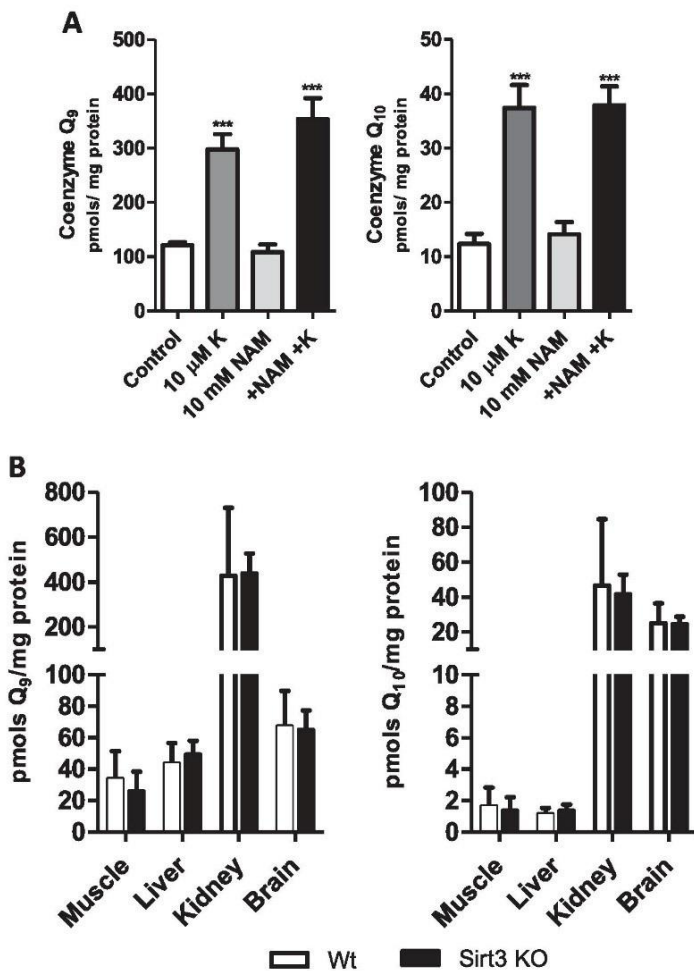 A
Coenzyme Q9
pmols/ mg protein
500
400
300
200
100
0
***
***
Control
10 µM K
10 mM NAM
+NAM +K
Coenzyme Q10
pmols/ mg protein
50
40
30
20
10
0
***
***
Control
10 µM K
10 mM NAM
+NAM +K
B
pmols Q9/mg protein
800
600
400
200
100
80
60
40
20
0
Muscle
Liver
Kidney
Brain
pmols Q10/mg protein
100
80
60
40
20
10
8
6
4
2
0
Muscle
Liver
Kidney
Brain
Wt
Sirt3 KO